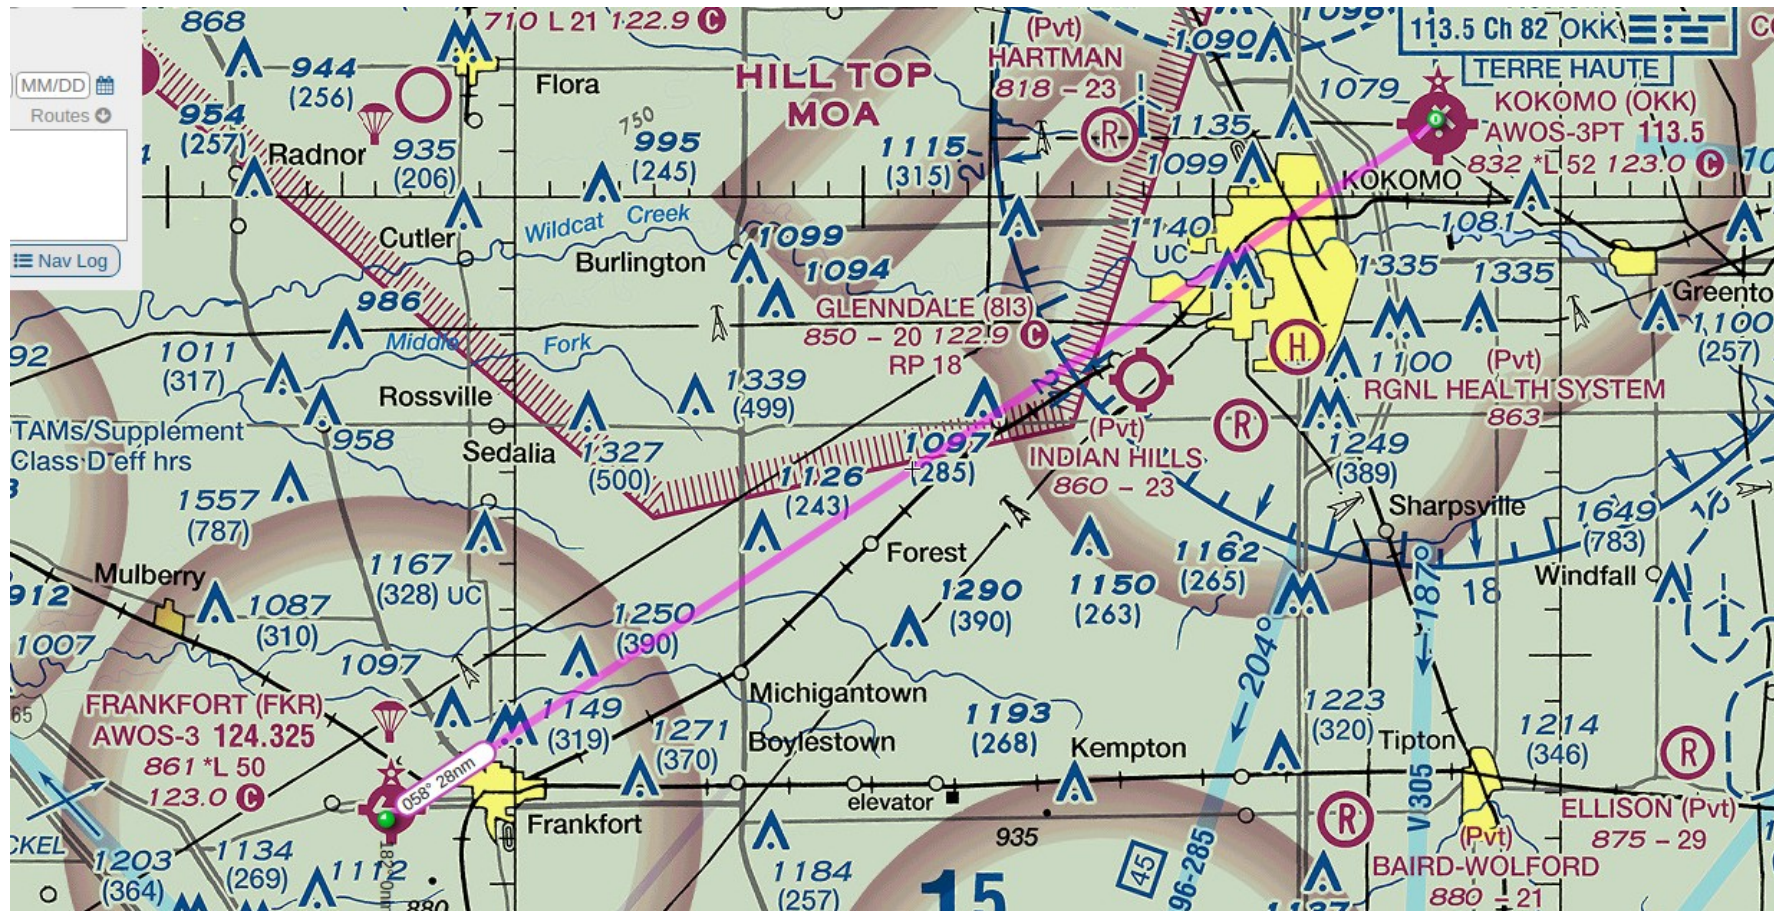 MM/DD
Routes
Nav Log
868
944
(256)
954
(257)
Radnor
935
(206)
710 L 21 122.9 C
Flora
HILL TOP
MOA
750
995
(245)
1115
(315)
(Pvt)
HARTMAN
818 - 23
R
1090
1135
1099
113.5 Ch 82 OKK
TERRE HAUTE
1079
KOKOMO (OKK)
AWOS-3PT 113.5
832 *L 52 123.0 C
KOKOMO
1081
Cutler
Wildcat Creek
Burlington
1099
1094
1140
UC
1335
1335
Greento
1100
(257)
986
Middle Fork
GLENNDALE (8I3)
850 - 20 122.9 C
RP 18
H
1100
(Pvt)
RGNL HEALTH SYSTEM
863
1011
(317)
Rossville
1339
(499)
R
1249
(389)
TAMs/Supplement
Class D eff hrs
958
Sedalia
1327
(500)
1126
(243)
1097
(285)
(Pvt)
INDIAN HILLS
860 - 23
1557
(787)
Forest
Sharpsville
1649
(783)
Mulberry
912
1007
1087
(310)
1167
(328) UC
1250
(390)
1290
(390)
1150
(263)
1162
(265)
18
Windfall
204°
187°
1097
FRANKFORT (FKR)
AWOS-3 124.325
861 *L 50
123.0 C
65
1149
(319)
1271
(370)
Michigantown
Boylestown
1193
(268)
Kempton
1223
(320)
Tipton
1214
(346)
R
058° 28nm
elevator
935
Frankfort
V305
R
ELLISON (Pvt)
875 - 29
1203
(364)
1134
(269)
1112
182° 0nm
880
1184
(257)
15
45
96-285
(Pvt)
BAIRD-WOLFORD
880 - 21
1137